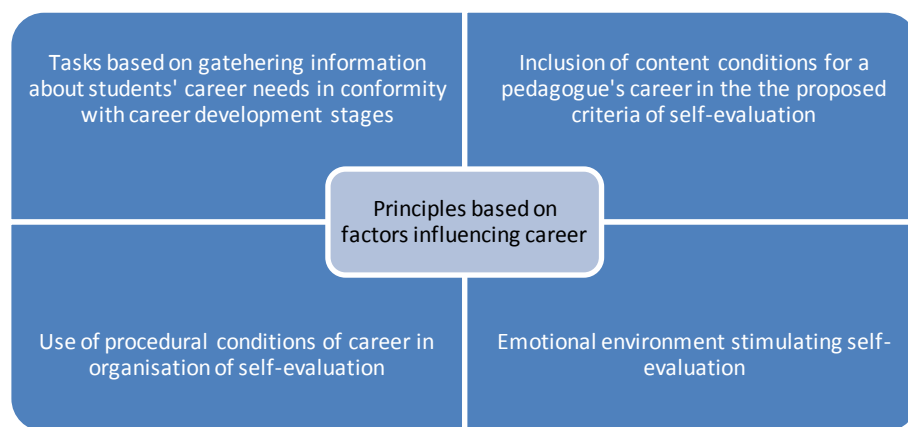 Tasks based on gatehering information
about students' career needs in conformity
with career development stages
Inclusion of content conditions for a
pedagogue's career in the the proposed
criteria of self-evaluation
Principles based on
factors influencing career
Use of procedural conditions of career in
organisation of self-evaluation
Emotional environment stimulating self-
evaluation